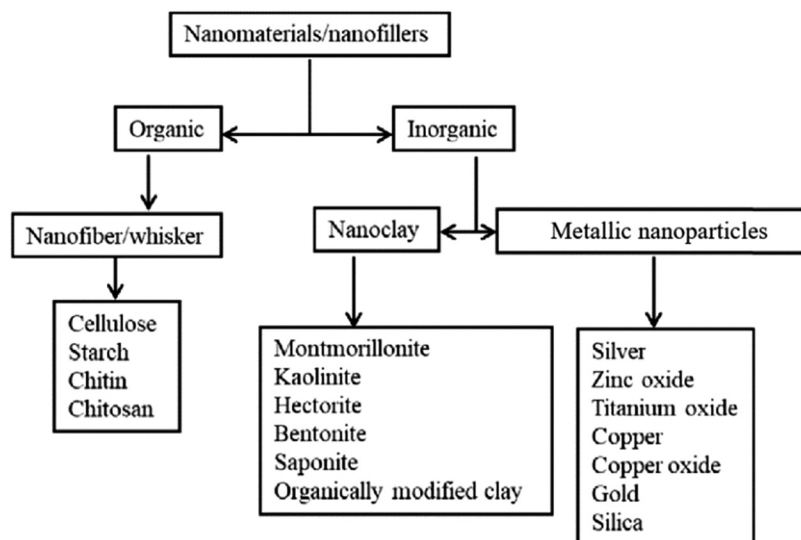 Nanomaterials/nanofillers
Organic
Inorganic
Nanofiber/whisker
Nanoclay
Metallic nanoparticles
Cellulose
Starch
Chitin
Chitosan
Montmorillonite
Kaolinite
Hectorite
Bentonite
Saponite
Organically modified clay
Silver
Zinc oxide
Titanium oxide
Copper
Copper oxide
Gold
Silica